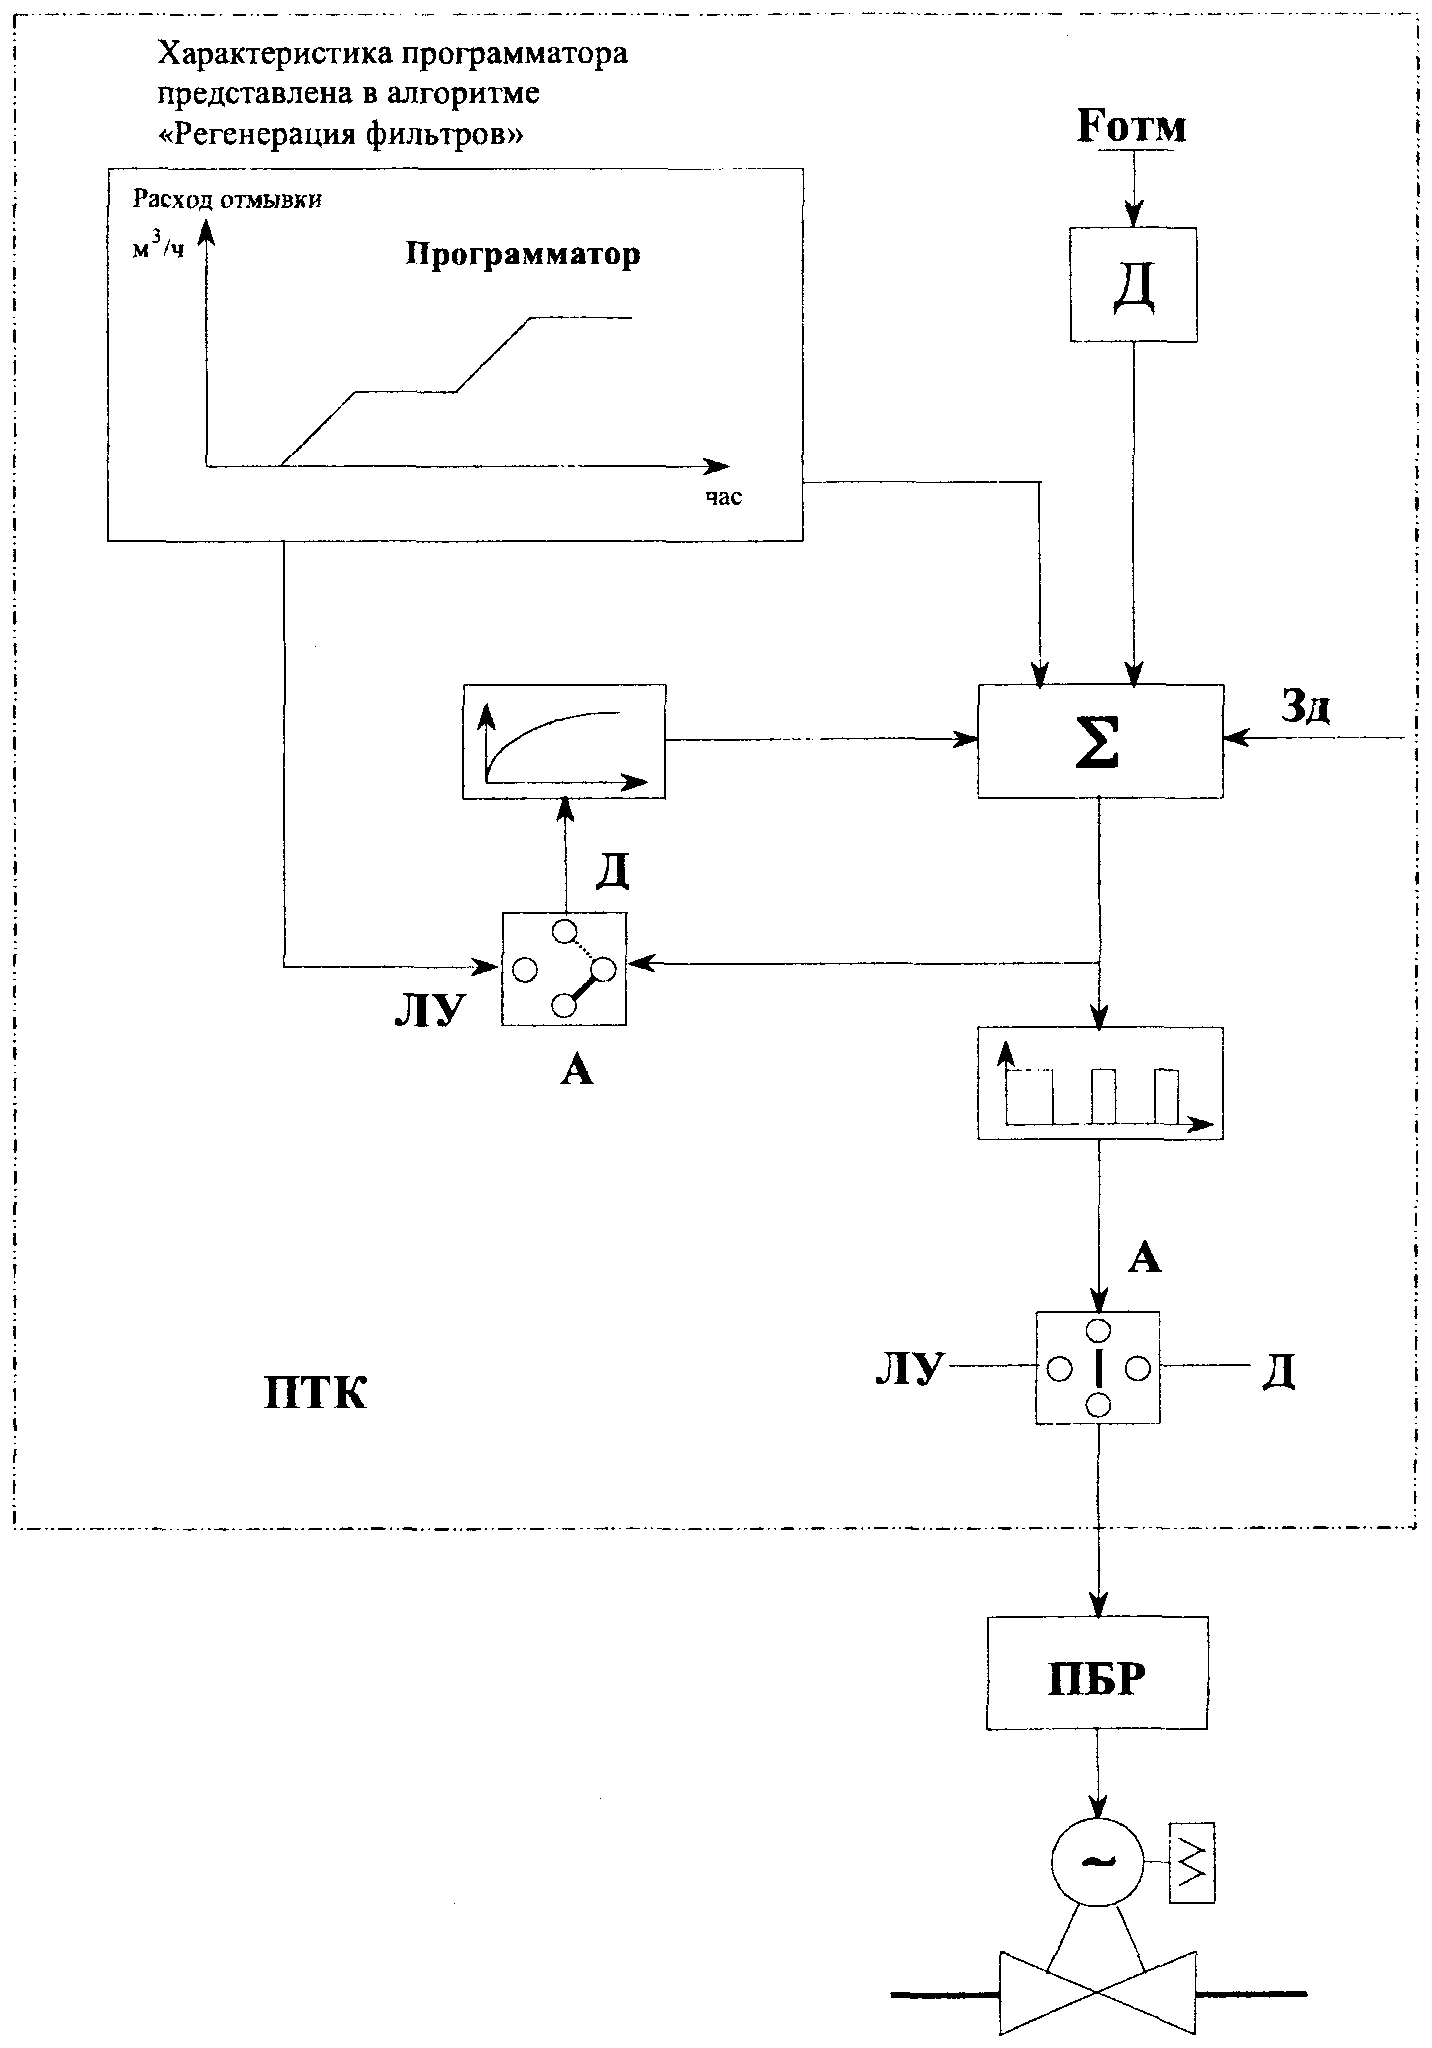 Характеристика программатора
представлена в алгоритме
«Регенерация фильтров»
Fотм
Расход отмывки
м³/ч
Программатор
Д
час
Зд
Σ
Д
ЛУ
А
А
ЛУ
Д
ПТК
ПБР
~